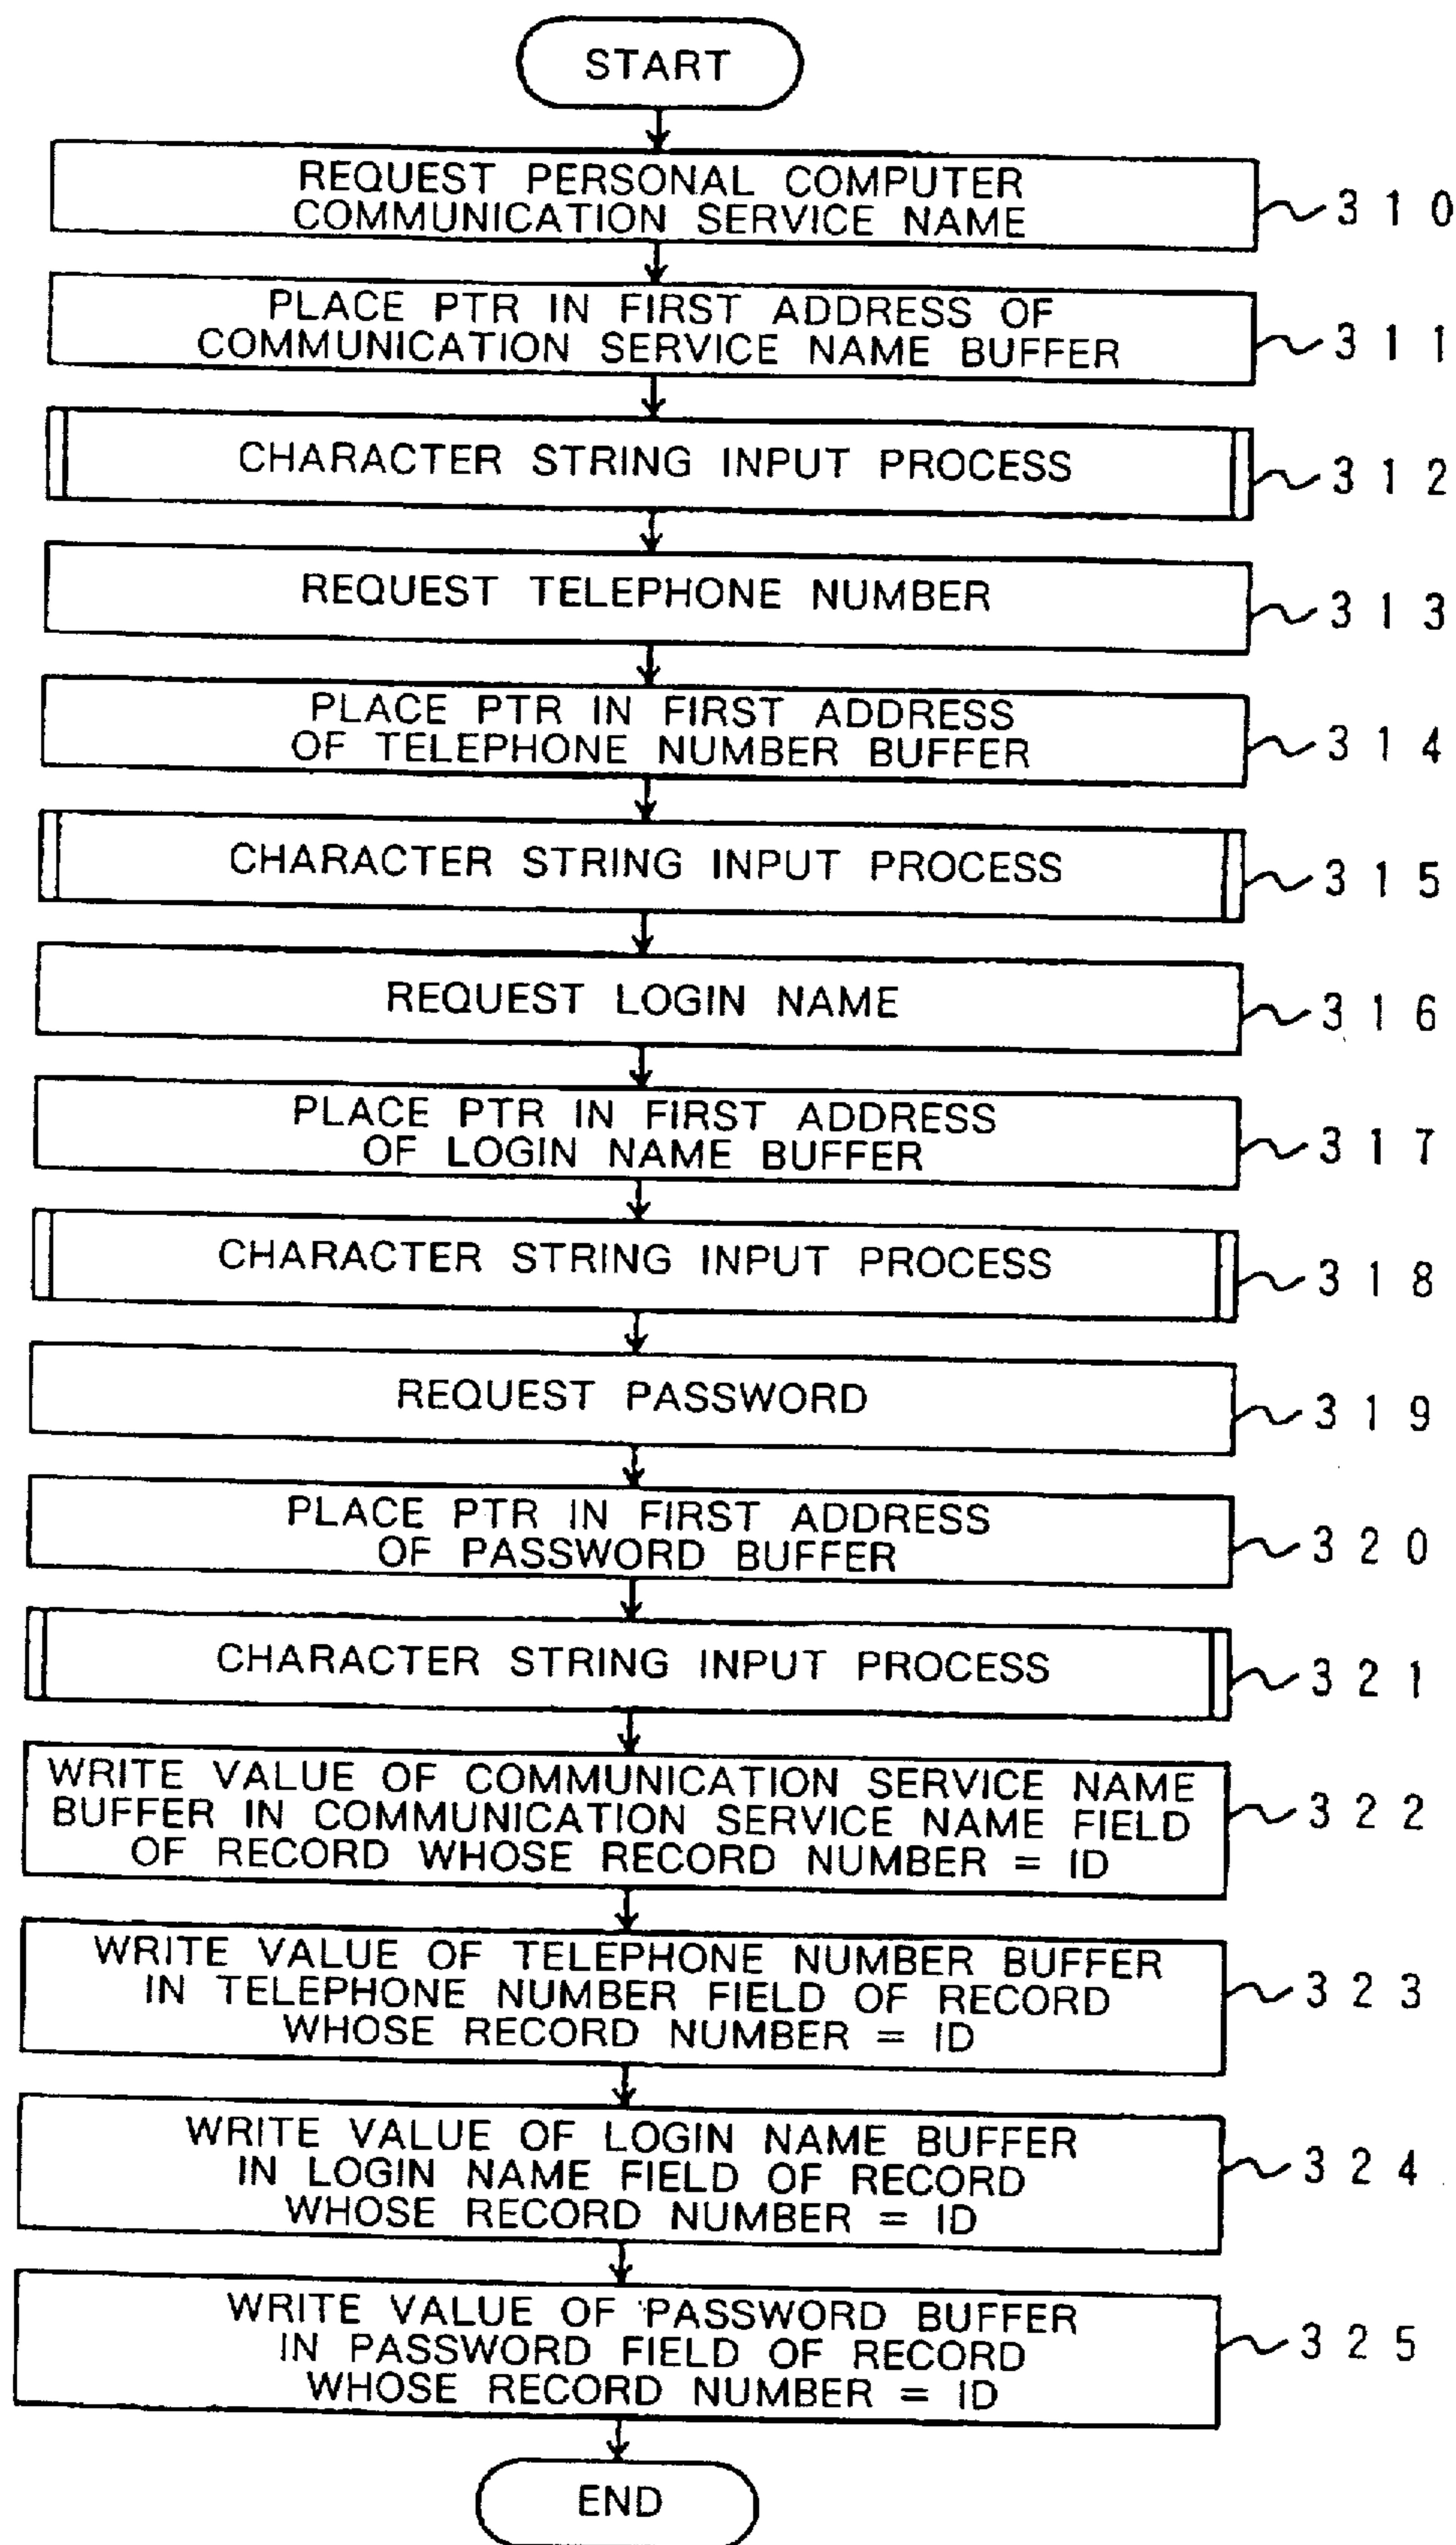 START
REQUEST PERSONAL COMPUTER
COMMUNICATION SERVICE NAME
310
PLACE PTR IN FIRST ADDRESS OF
COMMUNICATION SERVICE NAME BUFFER
311
CHARACTER STRING INPUT PROCESS
312
REQUEST TELEPHONE NUMBER
313
PLACE PTR IN FIRST ADDRESS
OF TELEPHONE NUMBER BUFFER
314
CHARACTER STRING INPUT PROCESS
315
REQUEST LOGIN NAME
316
PLACE PTR IN FIRST ADDRESS
OF LOGIN NAME BUFFER
317
CHARACTER STRING INPUT PROCESS
318
REQUEST PASSWORD
319
PLACE PTR IN FIRST ADDRESS
OF PASSWORD BUFFER
320
CHARACTER STRING INPUT PROCESS
321
WRITE VALUE OF COMMUNICATION SERVICE NAME
BUFFER IN COMMUNICATION SERVICE NAME FIELD
OF RECORD WHOSE RECORD NUMBER = ID
322
WRITE VALUE OF TELEPHONE NUMBER BUFFER
IN TELEPHONE NUMBER FIELD OF RECORD
WHOSE RECORD NUMBER = ID
323
WRITE VALUE OF LOGIN NAME BUFFER
IN LOGIN NAME FIELD OF RECORD
WHOSE RECORD NUMBER = ID
324
WRITE VALUE OF PASSWORD BUFFER
IN PASSWORD FIELD OF RECORD
WHOSE RECORD NUMBER = ID
325
END